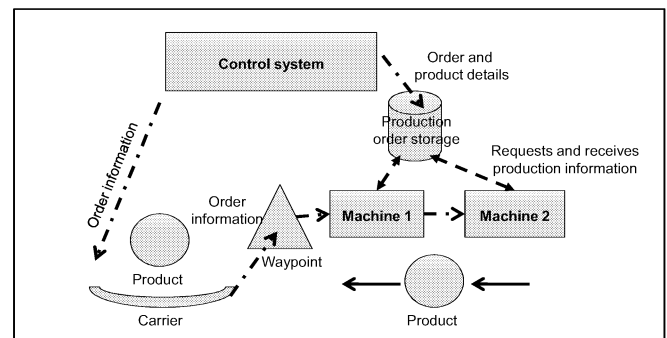 Control system
Order and
product details
Production
order storage
Order information
Requests and receives
production information
Order
information
Machine 1
Machine 2
Waypoint
Product
Carrier
Product